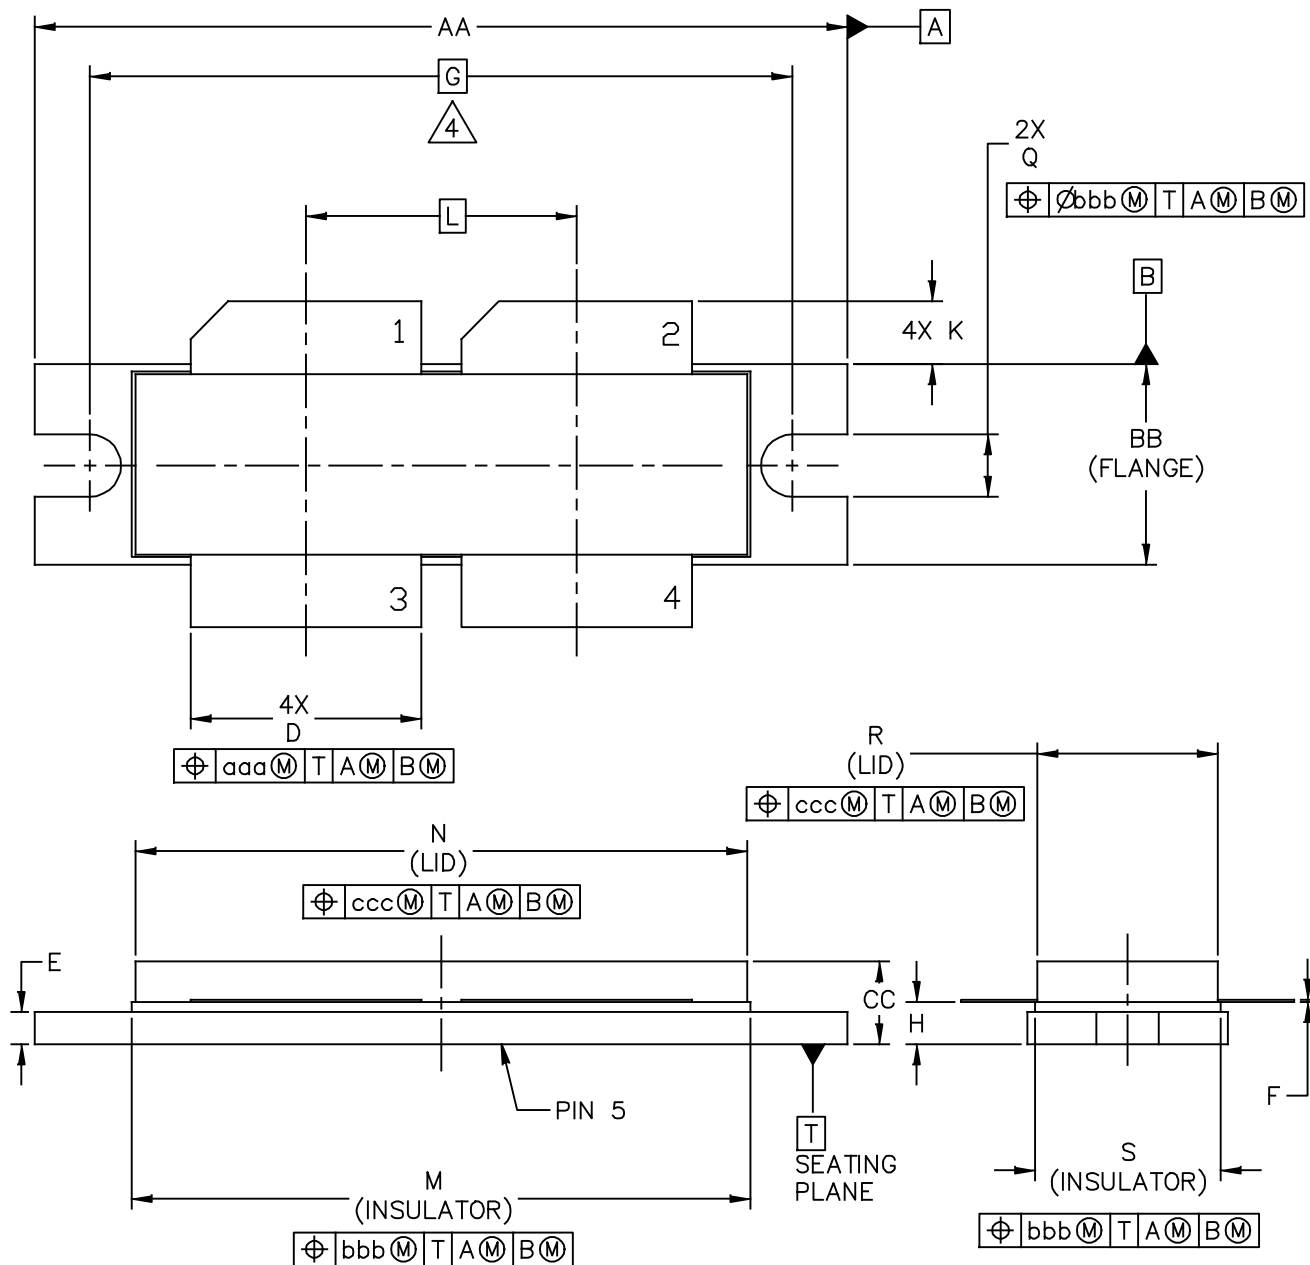 AA
A
G
4
2X
Q
⌖ Øbbb Ⓜ T A Ⓜ B Ⓜ
L
B
1
2
4X K
BB
(FLANGE)
3
4
4X
D
⌖ aaa Ⓜ T A Ⓜ B Ⓜ
R
(LID)
⌖ ccc Ⓜ T A Ⓜ B Ⓜ
N
(LID)
⌖ ccc Ⓜ T A Ⓜ B Ⓜ
E
CC
H
F
PIN 5
T
SEATING
PLANE
M
(INSULATOR)
⌖ bbb Ⓜ T A Ⓜ B Ⓜ
S
(INSULATOR)
⌖ bbb Ⓜ T A Ⓜ B Ⓜ